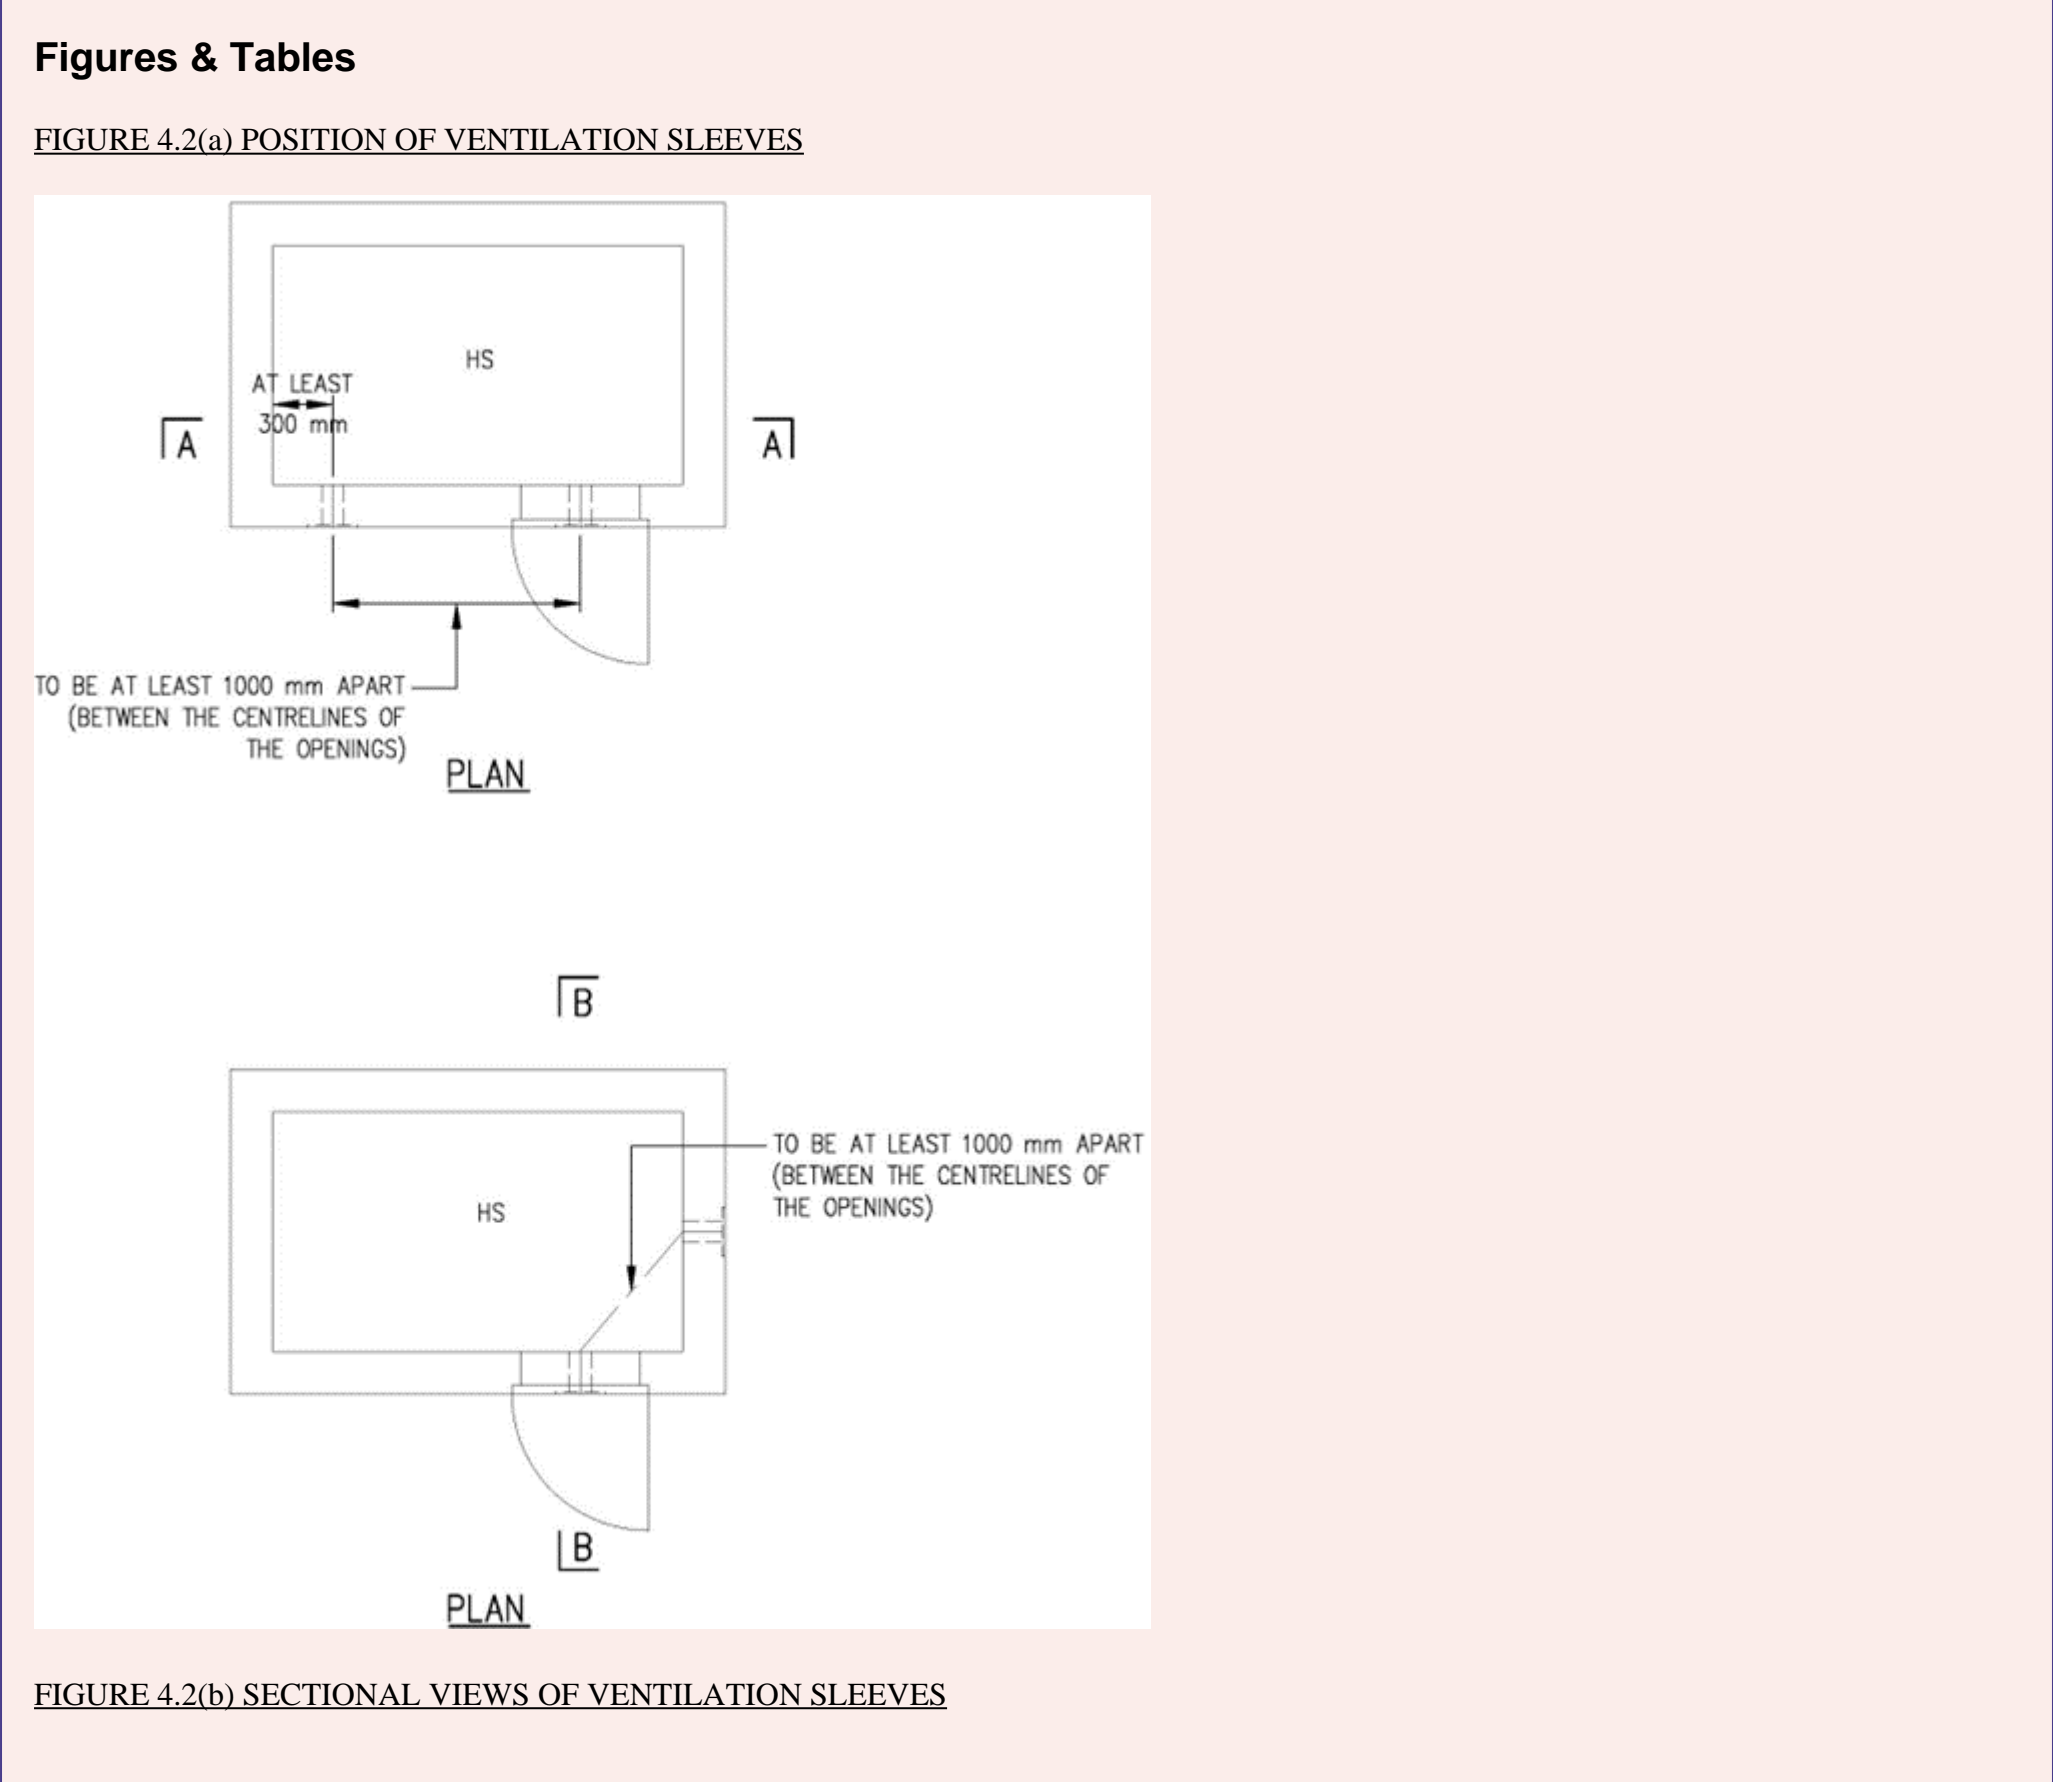 Figures & Tables
FIGURE 4.2(a) POSITION OF VENTILATION SLEEVES
HS
AT LEAST
300 mm
A
A
TO BE AT LEAST 1000 mm APART
(BETWEEN THE CENTRELINES OF
THE OPENINGS)
PLAN
B
TO BE AT LEAST 1000 mm APART
(BETWEEN THE CENTRELINES OF
THE OPENINGS)
HS
B
PLAN
FIGURE 4.2(b) SECTIONAL VIEWS OF VENTILATION SLEEVES